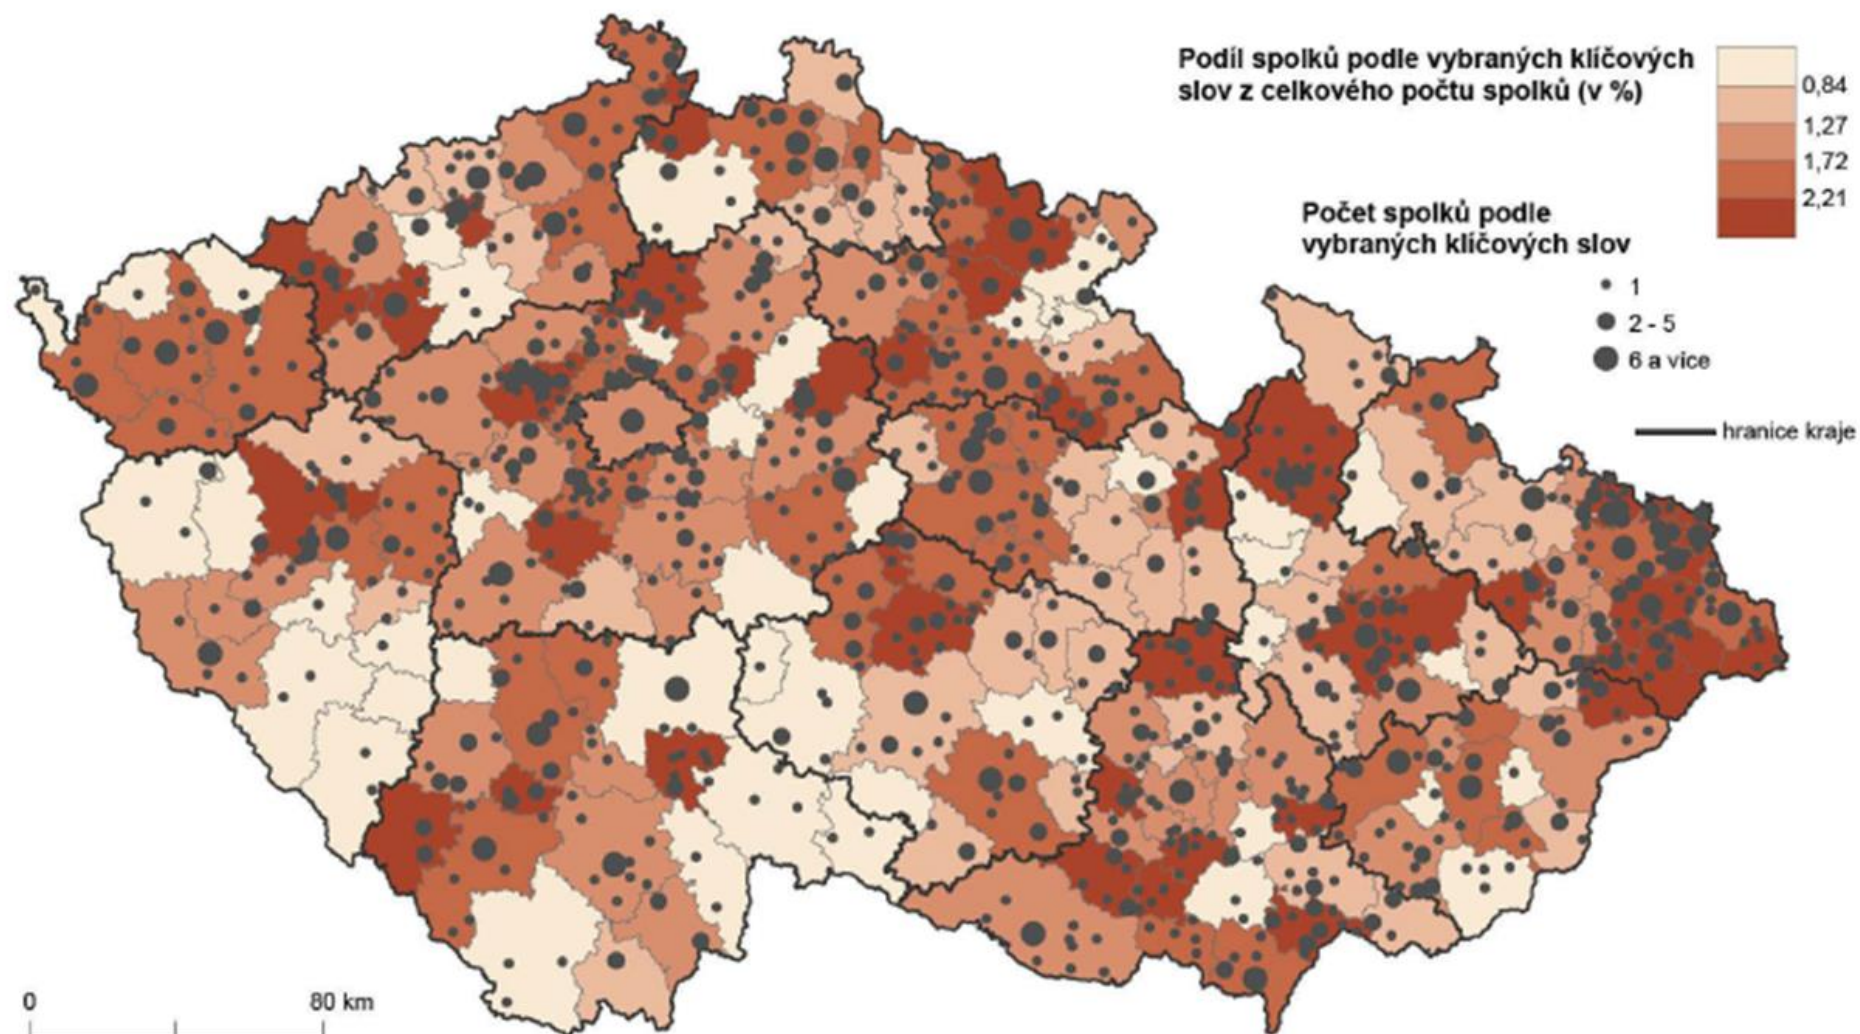 Podíl spolků podle vybraných klíčových
slov z celkového počtu spolků (v %)
0,84
1,27
1,72
2,21
Počet spolků podle
vybraných klíčových slov
1
2 - 5
6 a více
hranice kraje
0
80 km